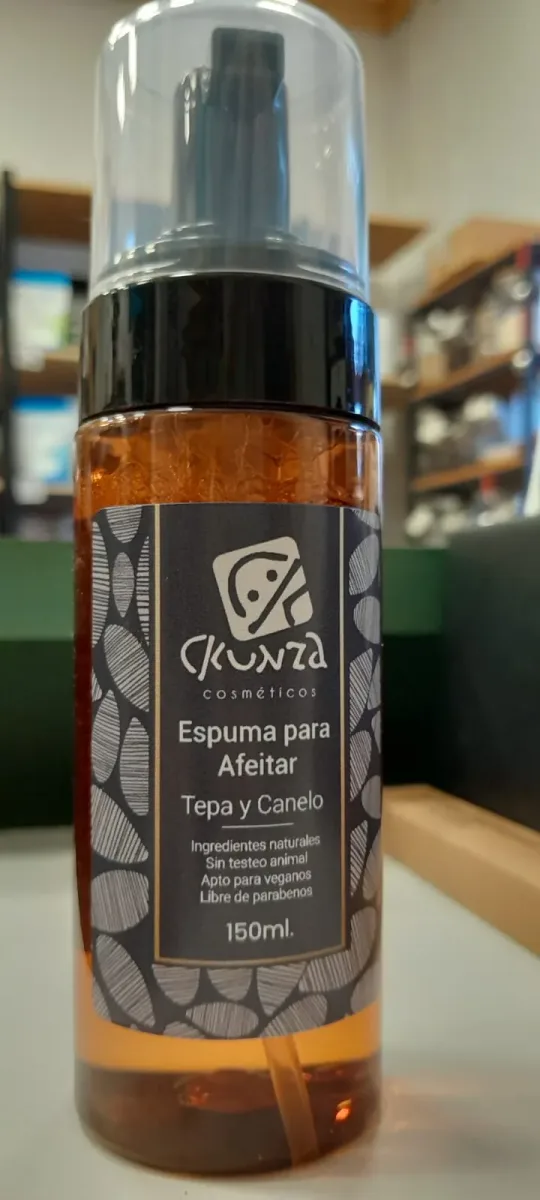 Ckunza
cosméticos
Espuma para
Afeitar
Tepa y Canelo
Ingredientes naturales
Sin testeo animal
Apto para veganos
Libre de parabenos
150ml.